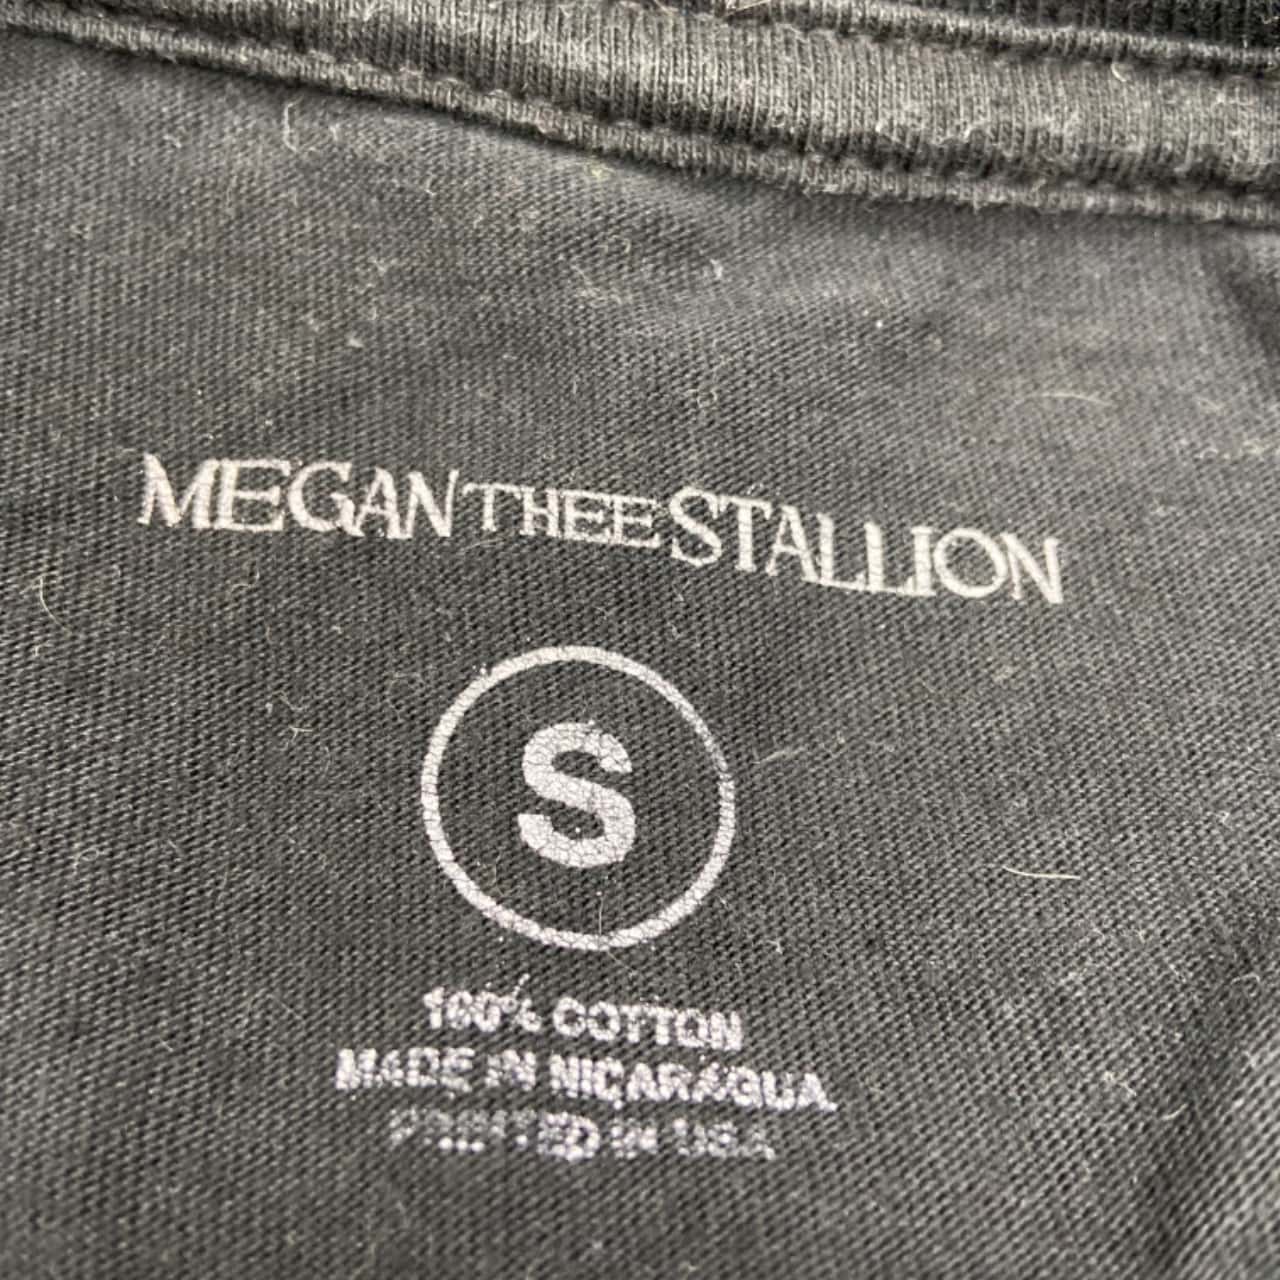 MEGAN THEE STALLION
S
100% COTTON
MADE IN NICARAGUA.
PRINTED IN USA